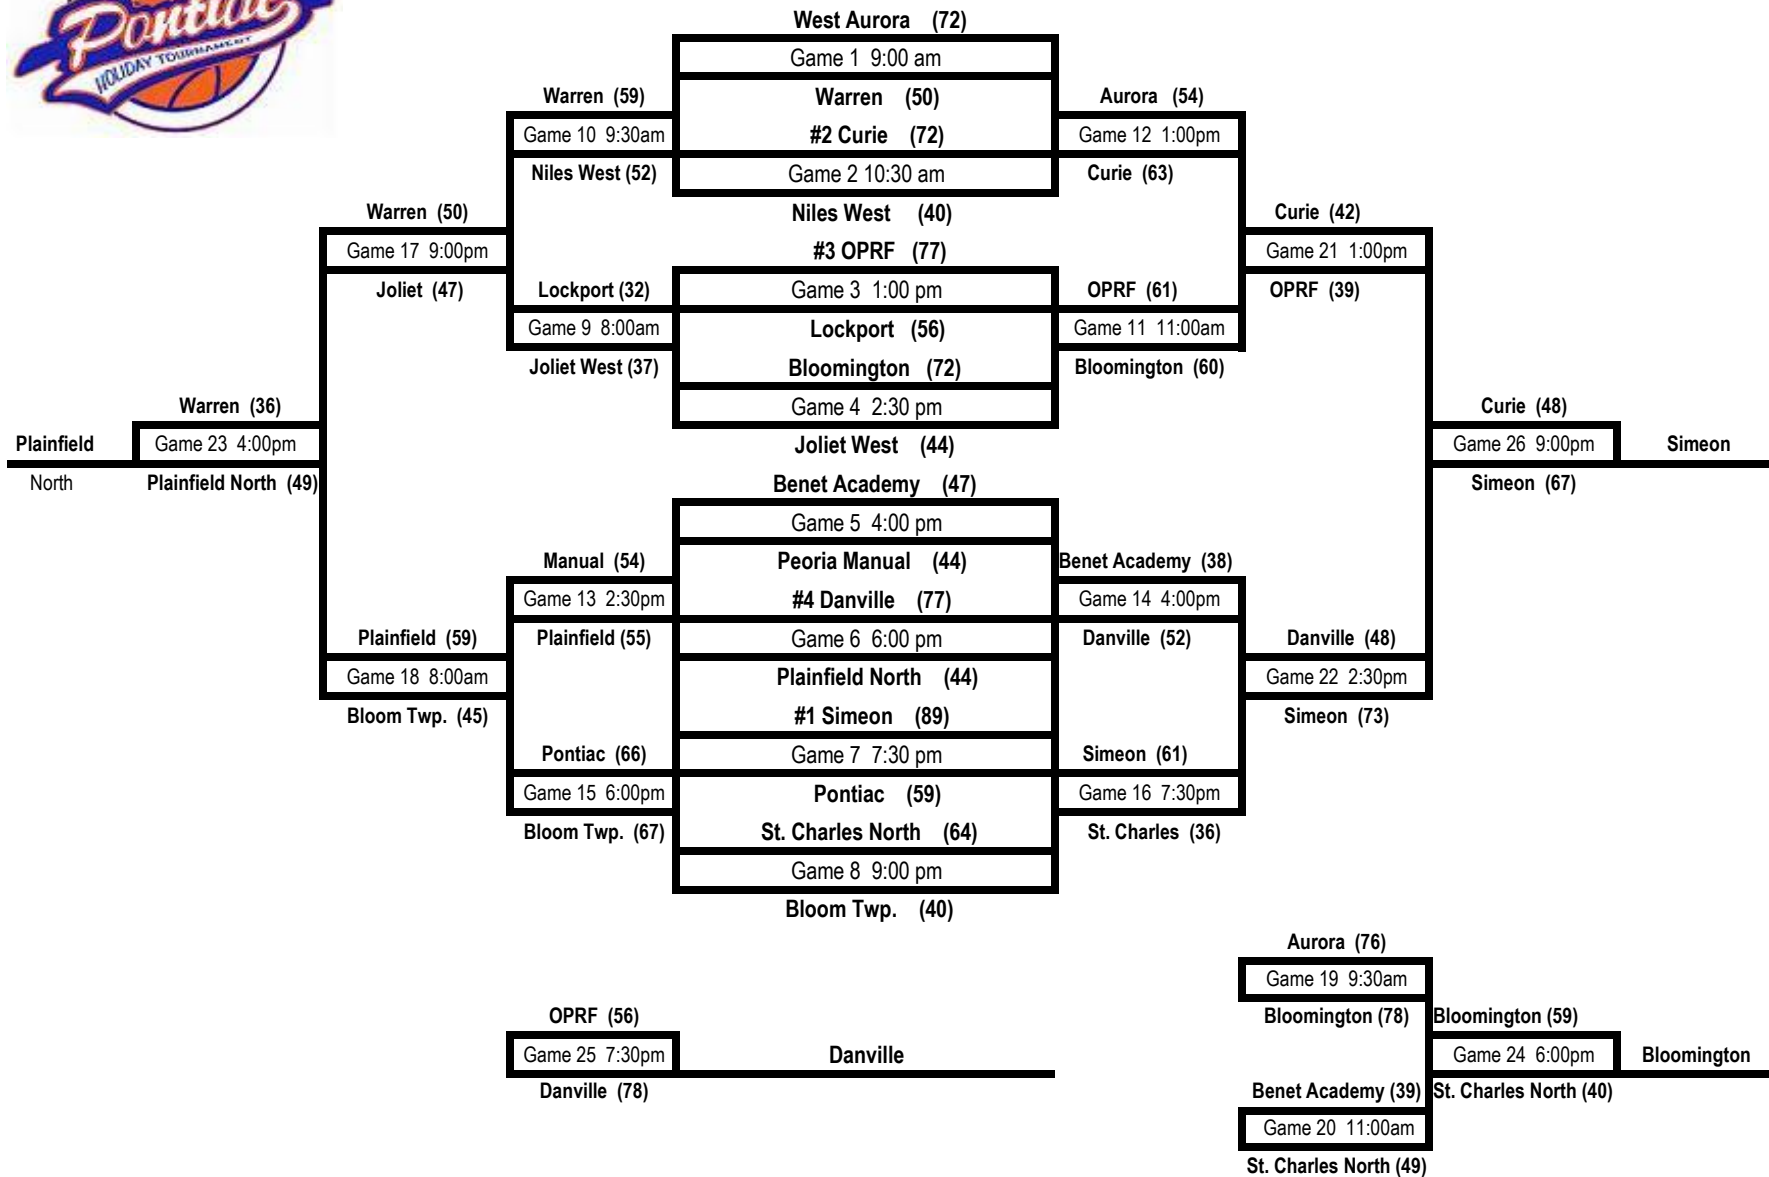 Pontiac
HOLIDAY TOURNAMENT
West Aurora (72)
Game 1 9:00 am
Warren (59)
Warren (50)
Aurora (54)
Game 10 9:30am
#2 Curie (72)
Game 12 1:00pm
Niles West (52)
Game 2 10:30 am
Curie (63)
Warren (50)
Niles West (40)
Curie (42)
Game 17 9:00pm
#3 OPRF (77)
Game 21 1:00pm
Joliet (47)
Lockport (32)
Game 3 1:00 pm
OPRF (61)
OPRF (39)
Game 9 8:00am
Lockport (56)
Game 11 11:00am
Joliet West (37)
Bloomington (72)
Bloomington (60)
Warren (36)
Game 4 2:30 pm
Curie (48)
Plainfield
Game 23 4:00pm
Joliet West (44)
Game 26 9:00pm
Simeon
North
Plainfield North (49)
Benet Academy (47)
Simeon (67)
Game 5 4:00 pm
Manual (54)
Peoria Manual (44)
Benet Academy (38)
Game 13 2:30pm
#4 Danville (77)
Game 14 4:00pm
Plainfield (59)
Plainfield (55)
Game 6 6:00 pm
Danville (52)
Danville (48)
Game 18 8:00am
Plainfield North (44)
Game 22 2:30pm
Bloom Twp. (45)
#1 Simeon (89)
Simeon (73)
Pontiac (66)
Game 7 7:30 pm
Simeon (61)
Game 15 6:00pm
Pontiac (59)
Game 16 7:30pm
Bloom Twp. (67)
St. Charles North (64)
St. Charles (36)
Game 8 9:00 pm
Bloom Twp. (40)
Aurora (76)
Game 19 9:30am
OPRF (56)
Bloomington (78)
Bloomington (59)
Game 25 7:30pm
Danville
Game 24 6:00pm
Bloomington
Danville (78)
Benet Academy (39)
St. Charles North (40)
Game 20 11:00am
St. Charles North (49)